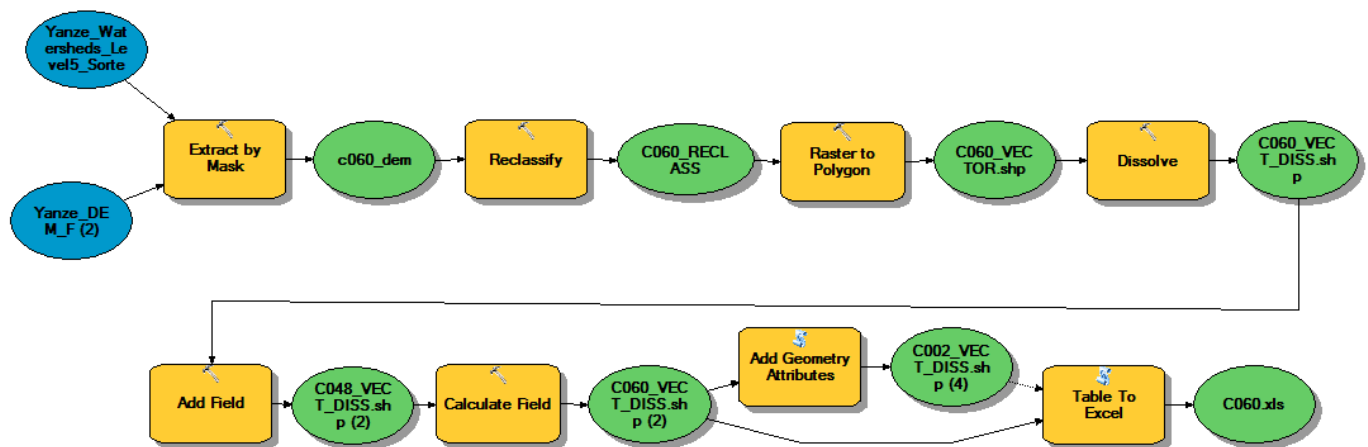 Yanze_Wat
ersheds_Le
vel5_Sorte
Extract by
Mask
c060_dem
Reclassify
C060_RECL
ASS
Raster to
Polygon
C060_VEC
TOR.shp
Dissolve
C060_VEC
T_DISS.sh
p
Yanze_DE
M_F (2)
Add Field
C048_VEC
T_DISS.sh
p (2)
Calculate Field
C060_VEC
T_DISS.sh
p (2)
Add Geometry
Attributes
C002_VEC
T_DISS.sh
p (4)
Table To
Excel
C060.xls